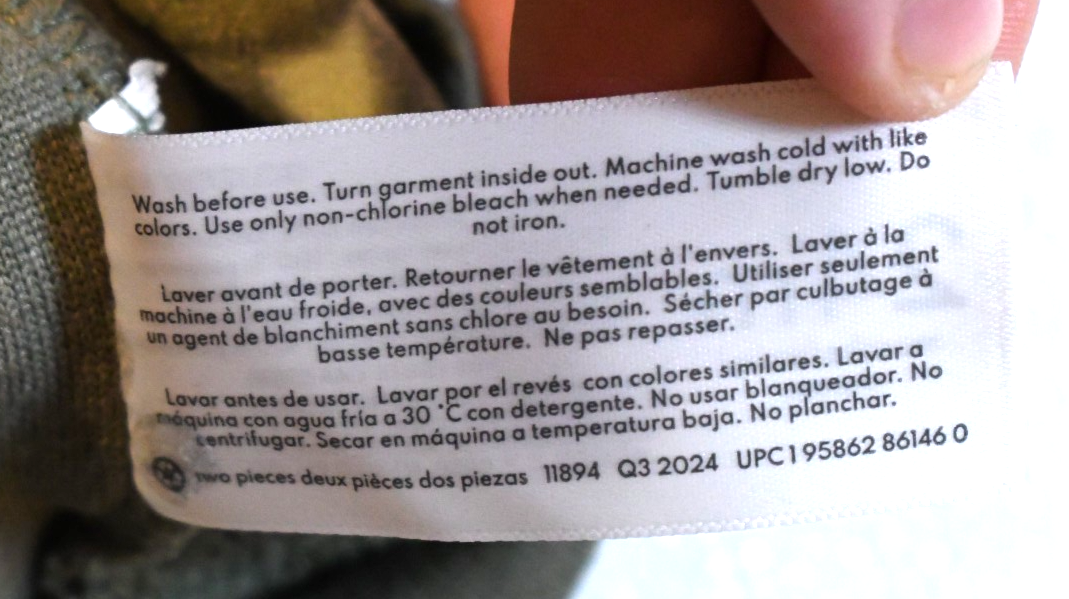 Wash before use. Turn garment inside out. Machine wash cold with like
colors. Use only non-chlorine bleach when needed. Tumble dry low. Do
not iron.
Laver avant de porter. Retourner le vêtement à l'envers. Laver à la
machine à l'eau froide, avec des couleurs semblables. Utiliser seulement
un agent de blanchiment sans chlore au besoin. Sécher par culbutage à
basse température. Ne pas repasser.
Lavar antes de usar. Lavar por el revés con colores similares. Lavar a
máquina con agua fría a 30 °C con detergente. No usar blanqueador. No
centrifugar. Secar en máquina a temperatura baja. No planchar.
two pieces deux pièces dos piezas 11894 Q3 2024 UPC 1 95862 86146 0